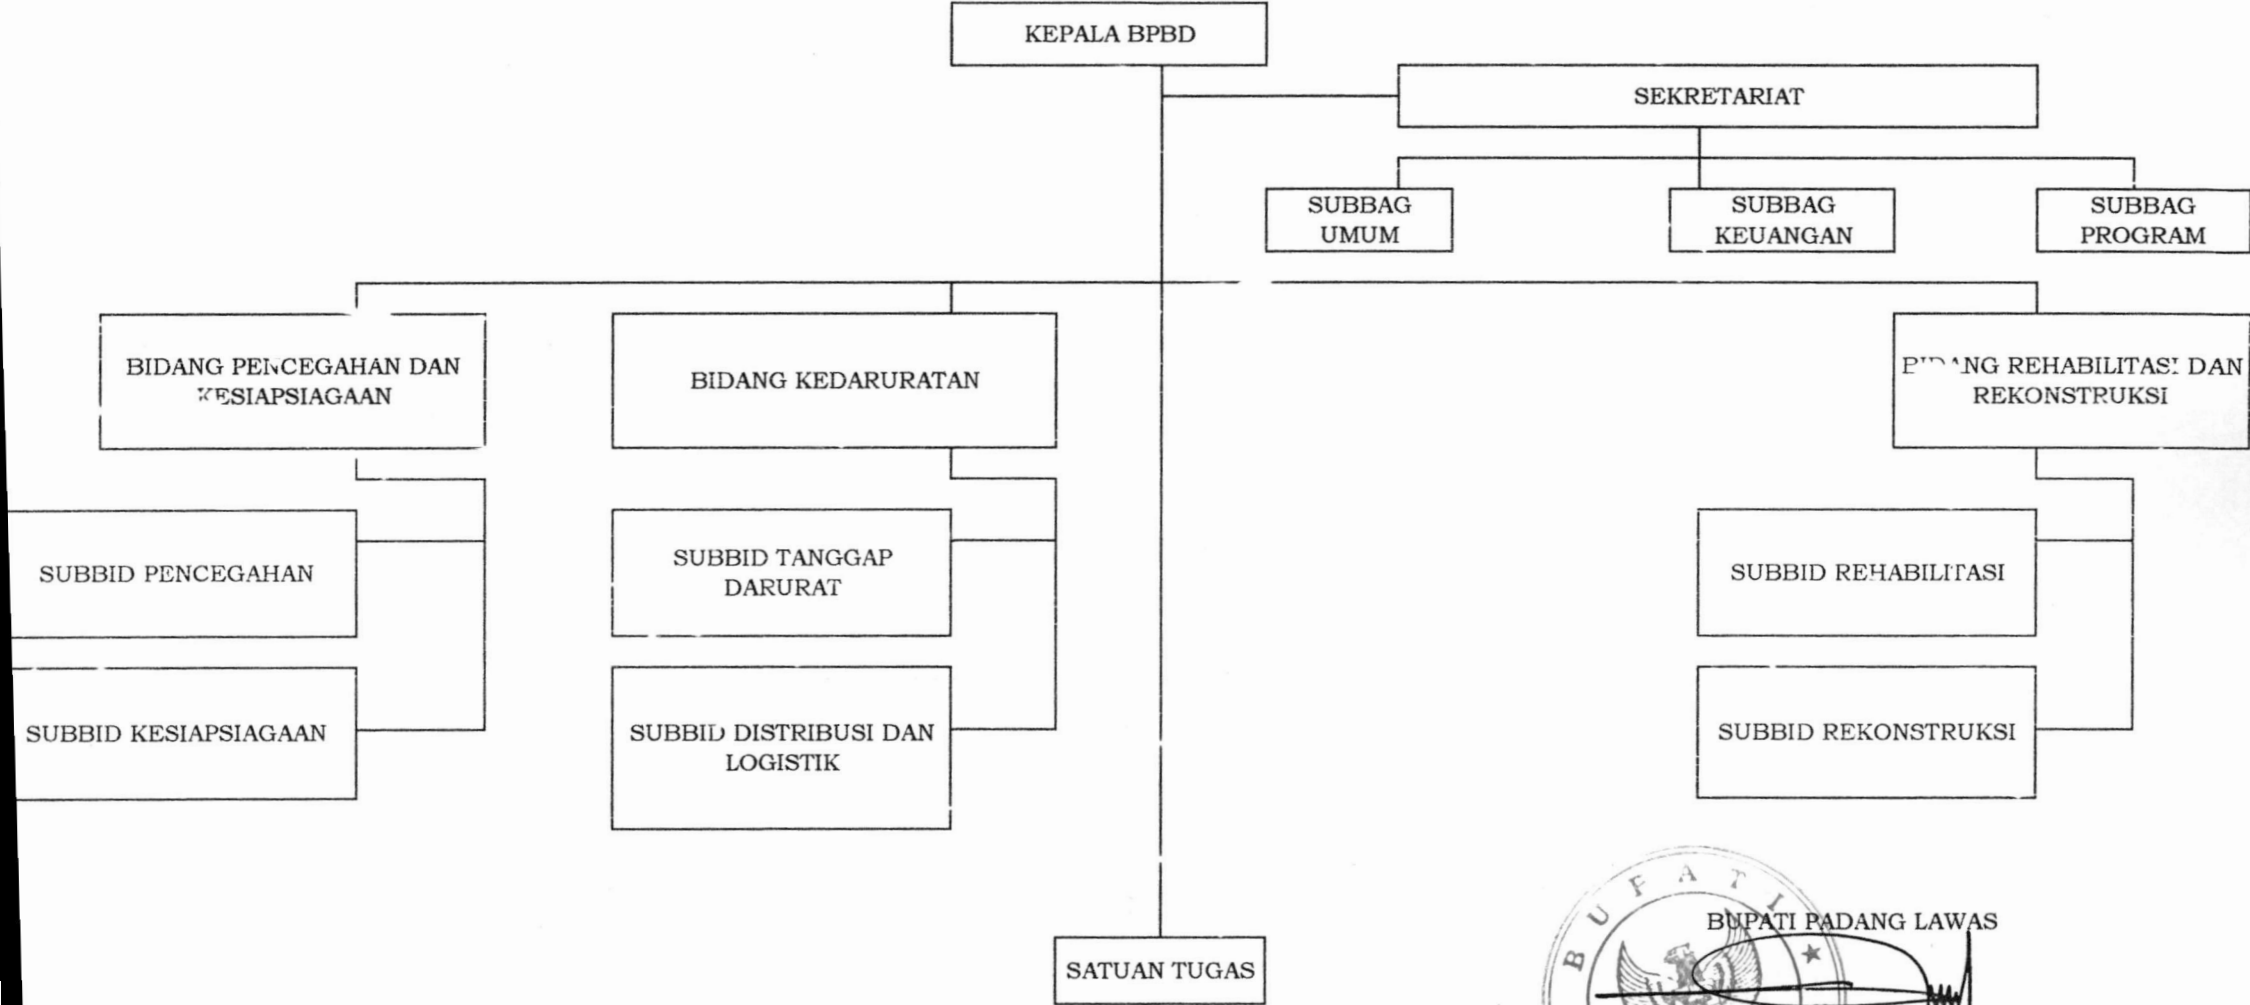 KEPALA BPBD
SEKRETARIAT
SUBBAG
UMUM
SUBBAG
KEUANGAN
SUBBAG
PROGRAM
BIDANG PENCEGAHAN DAN
KESIAPSIAGAAN
BIDANG KEDARURATAN
BIDANG REHABILITASI DAN
REKONSTRUKSI
SUBBID PENCEGAHAN
SUBBID TANGGAP
DARURAT
SUBBID REHABILITASI
SUBBID KESIAPSIAGAAN
SUBBID DISTRIBUSI DAN
LOGISTIK
SUBBID REKONSTRUKSI
SATUAN TUGAS
BUPATI
BUPATI PADANG LAWAS